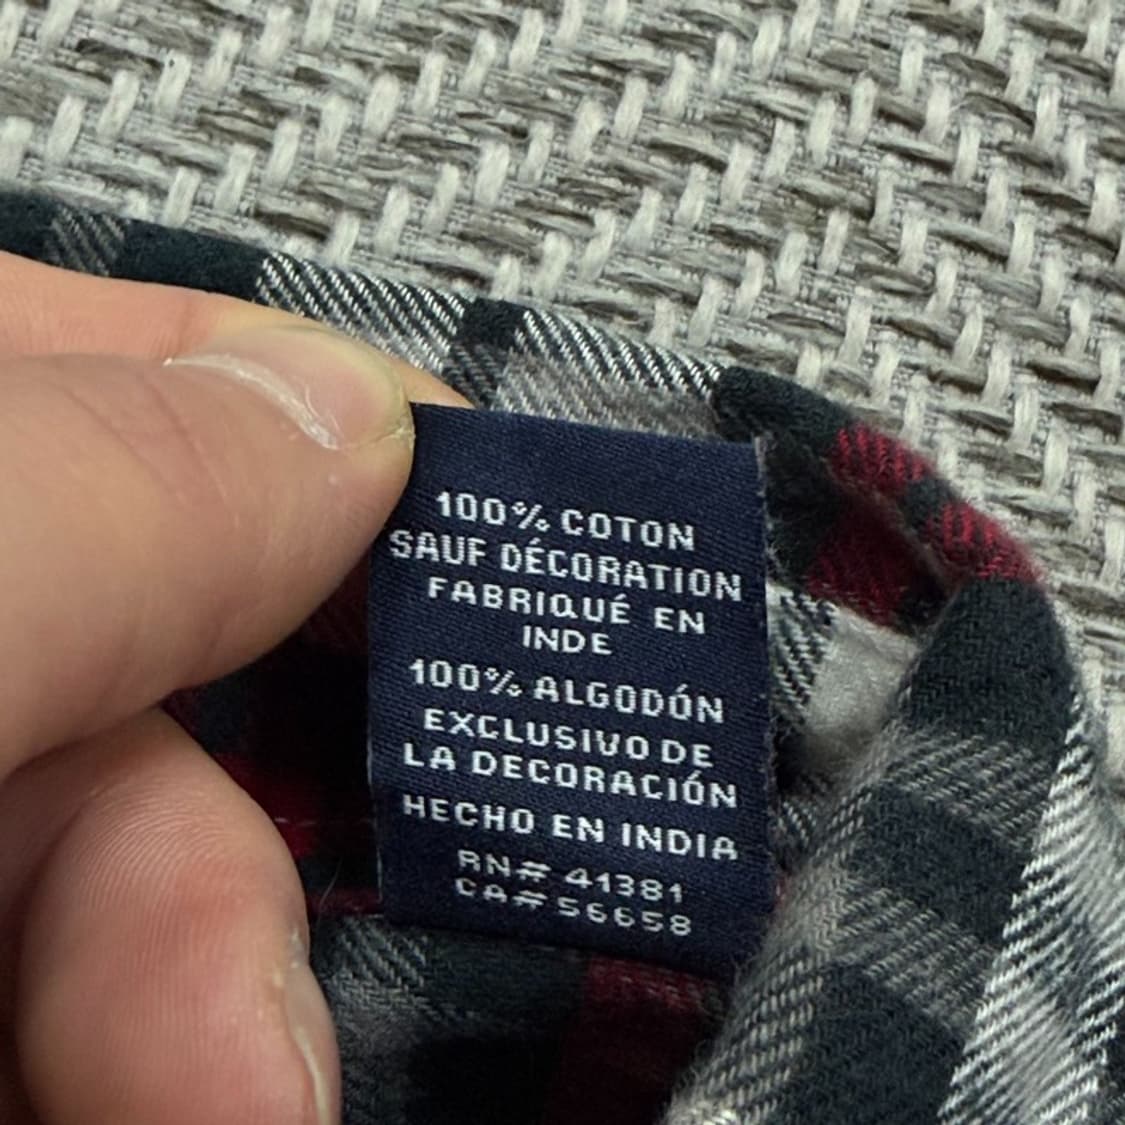 100% COTON
SAUF DÉCORATION
FABRIQUÉ EN
INDE
100% ALGODÓN
EXCLUSIVO DE
LA DECORACIÓN
HECHO EN INDIA
RN# 41381
CA# 56658